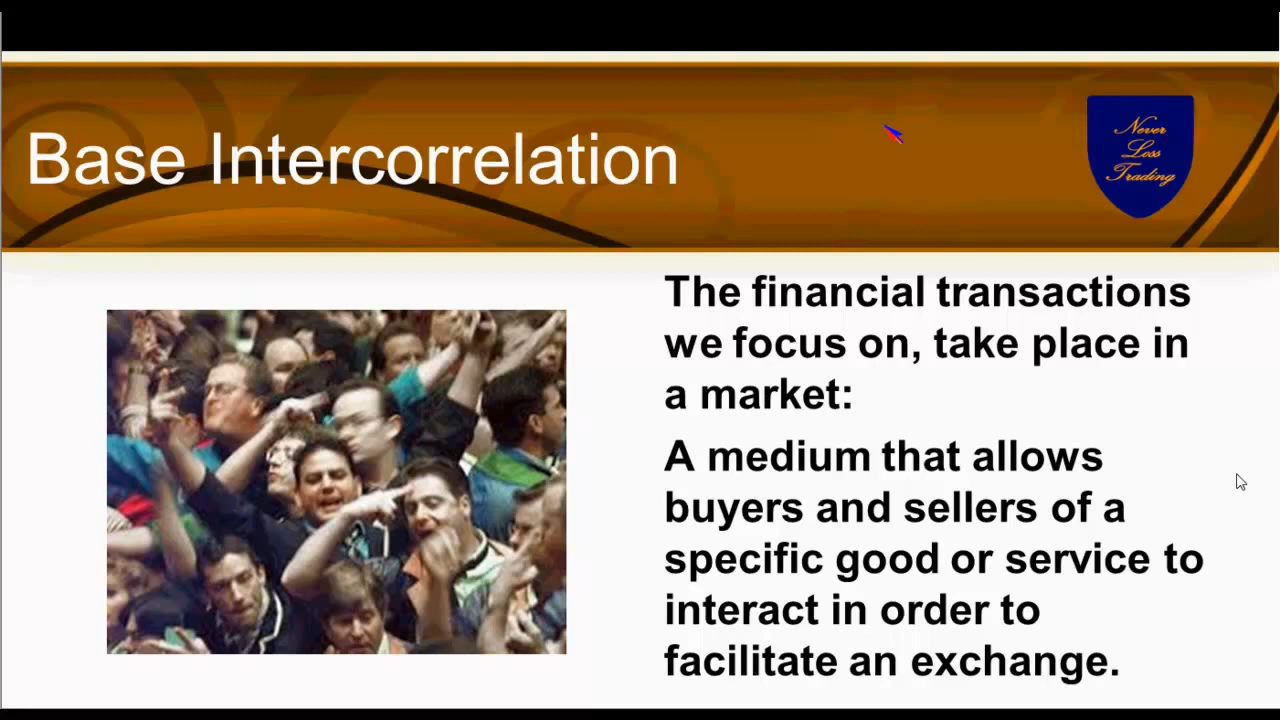 Base Intercorrelation
Never
Loss
Trading
The financial transactions
we focus on, take place in
a market:
A medium that allows
buyers and sellers of a
specific good or service to
interact in order to
facilitate an exchange.